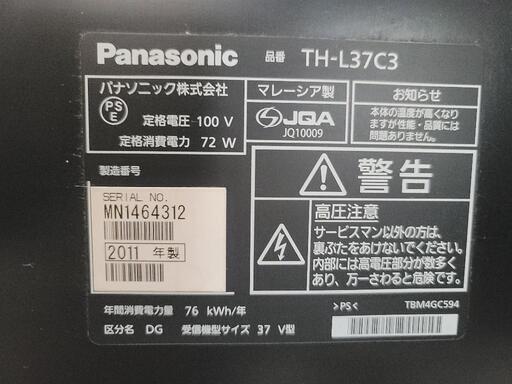 Panasonic 品番 TH-L37C3
パナソニック株式会社
PS
E
定格電圧 100 V
定格消費電力 72 W
マレーシア製
JQA
JQ10009
お知らせ
本体の温度が高くなり
ますが性能・品質には
問題ありません。
製造番号
SERIAL NO.
MN1464312
2011 年製
警告
高圧注意
サービスマン以外の方は、
裏ぶたをあけないでください。
内部には高電圧部分が数多く
あり、万一さわると危険です。
年間消費電力量 76 kWh/年
区分名 DG 受信機型サイズ 37 V型
>PS<
TBM4GC594